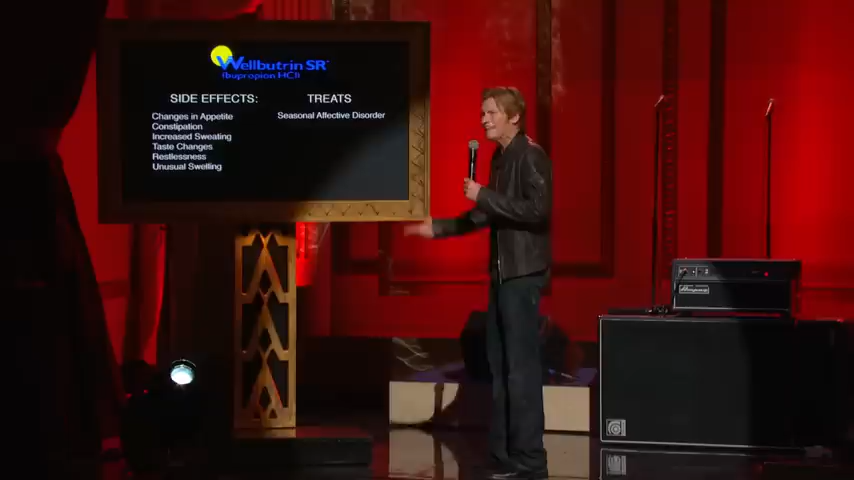 Wellbutrin SR
(bupropion HCl)
SIDE EFFECTS:
Changes in Appetite
Constipation
Increased Sweating
Taste Changes
Restlessness
Unusual Swelling
TREATS
Seasonal Affective Disorder
Ampeg